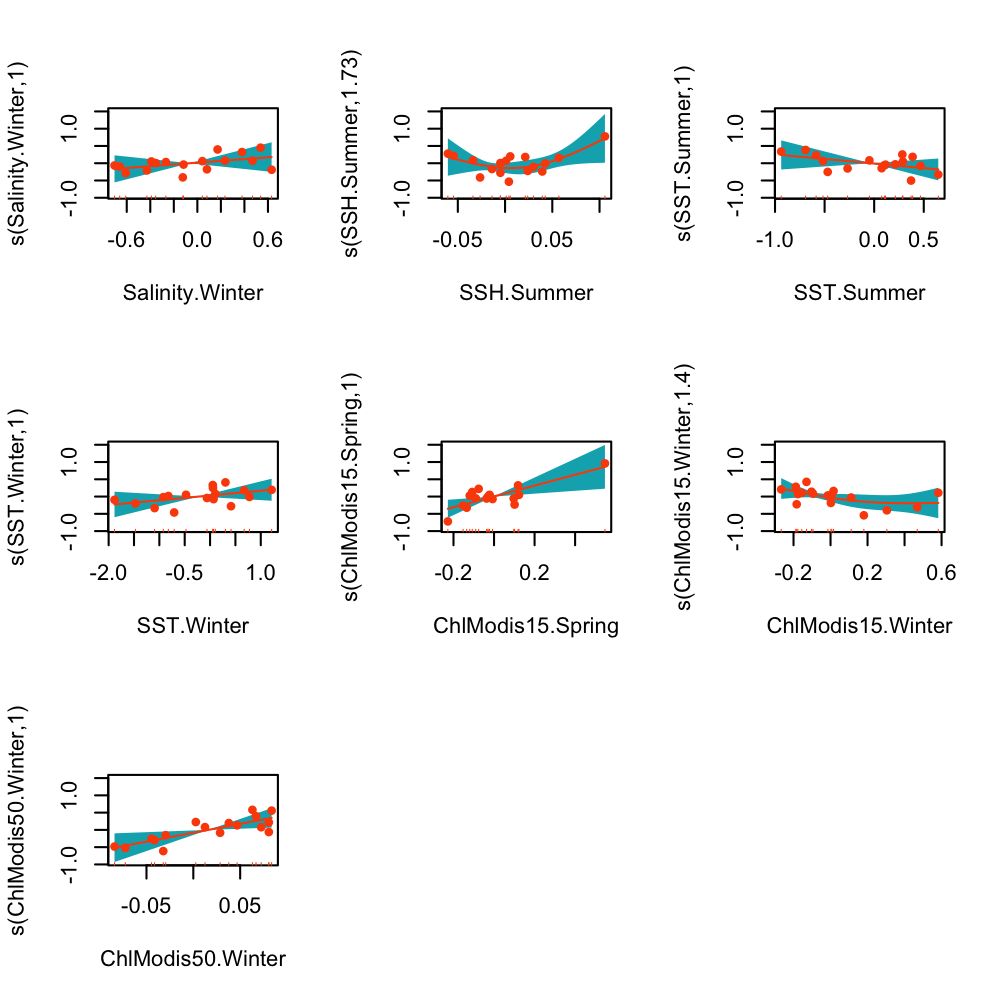 s(Salinity.Winter,1)
1.0
-1.0
-0.6
0.0
0.6
Salinity.Winter
s(SSH.Summer,1.73)
1.0
-1.0
-0.05
0.05
SSH.Summer
s(SST.Summer,1)
1.0
-1.0
-1.0
0.0
0.5
SST.Summer
s(SST.Winter,1)
1.0
-1.0
-2.0
-0.5
1.0
SST.Winter
s(ChlModis15.Spring,1)
1.0
-1.0
-0.2
0.2
ChlModis15.Spring
s(ChlModis15.Winter,1.4)
1.0
-1.0
-0.2
0.2
0.6
ChlModis15.Winter
s(ChlModis50.Winter,1)
1.0
-1.0
-0.05
0.05
ChlModis50.Winter